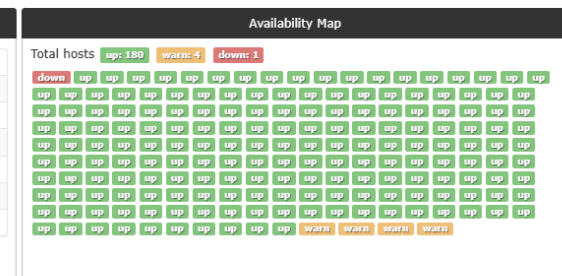 Availability Map
Total hosts up: 180 warn: 4 down: 1
down up up up up up up up up up up up up up up up up up up
up up up up up up up up up up up up up up up up up up up
up up up up up up up up up up up up up up up up up up up
up up up up up up up up up up up up up up up up up up up
up up up up up up up up up up up up up up up up up up up
up up up up up up up up up up up up up up up up up up up
up up up up up up up up up up up up up up up up up up up
up up up up up up up up up up up up up up up up up up up
up up up up up up up up up up up up up up up up up up up
up up up up up up up up up up warn warn warn warn